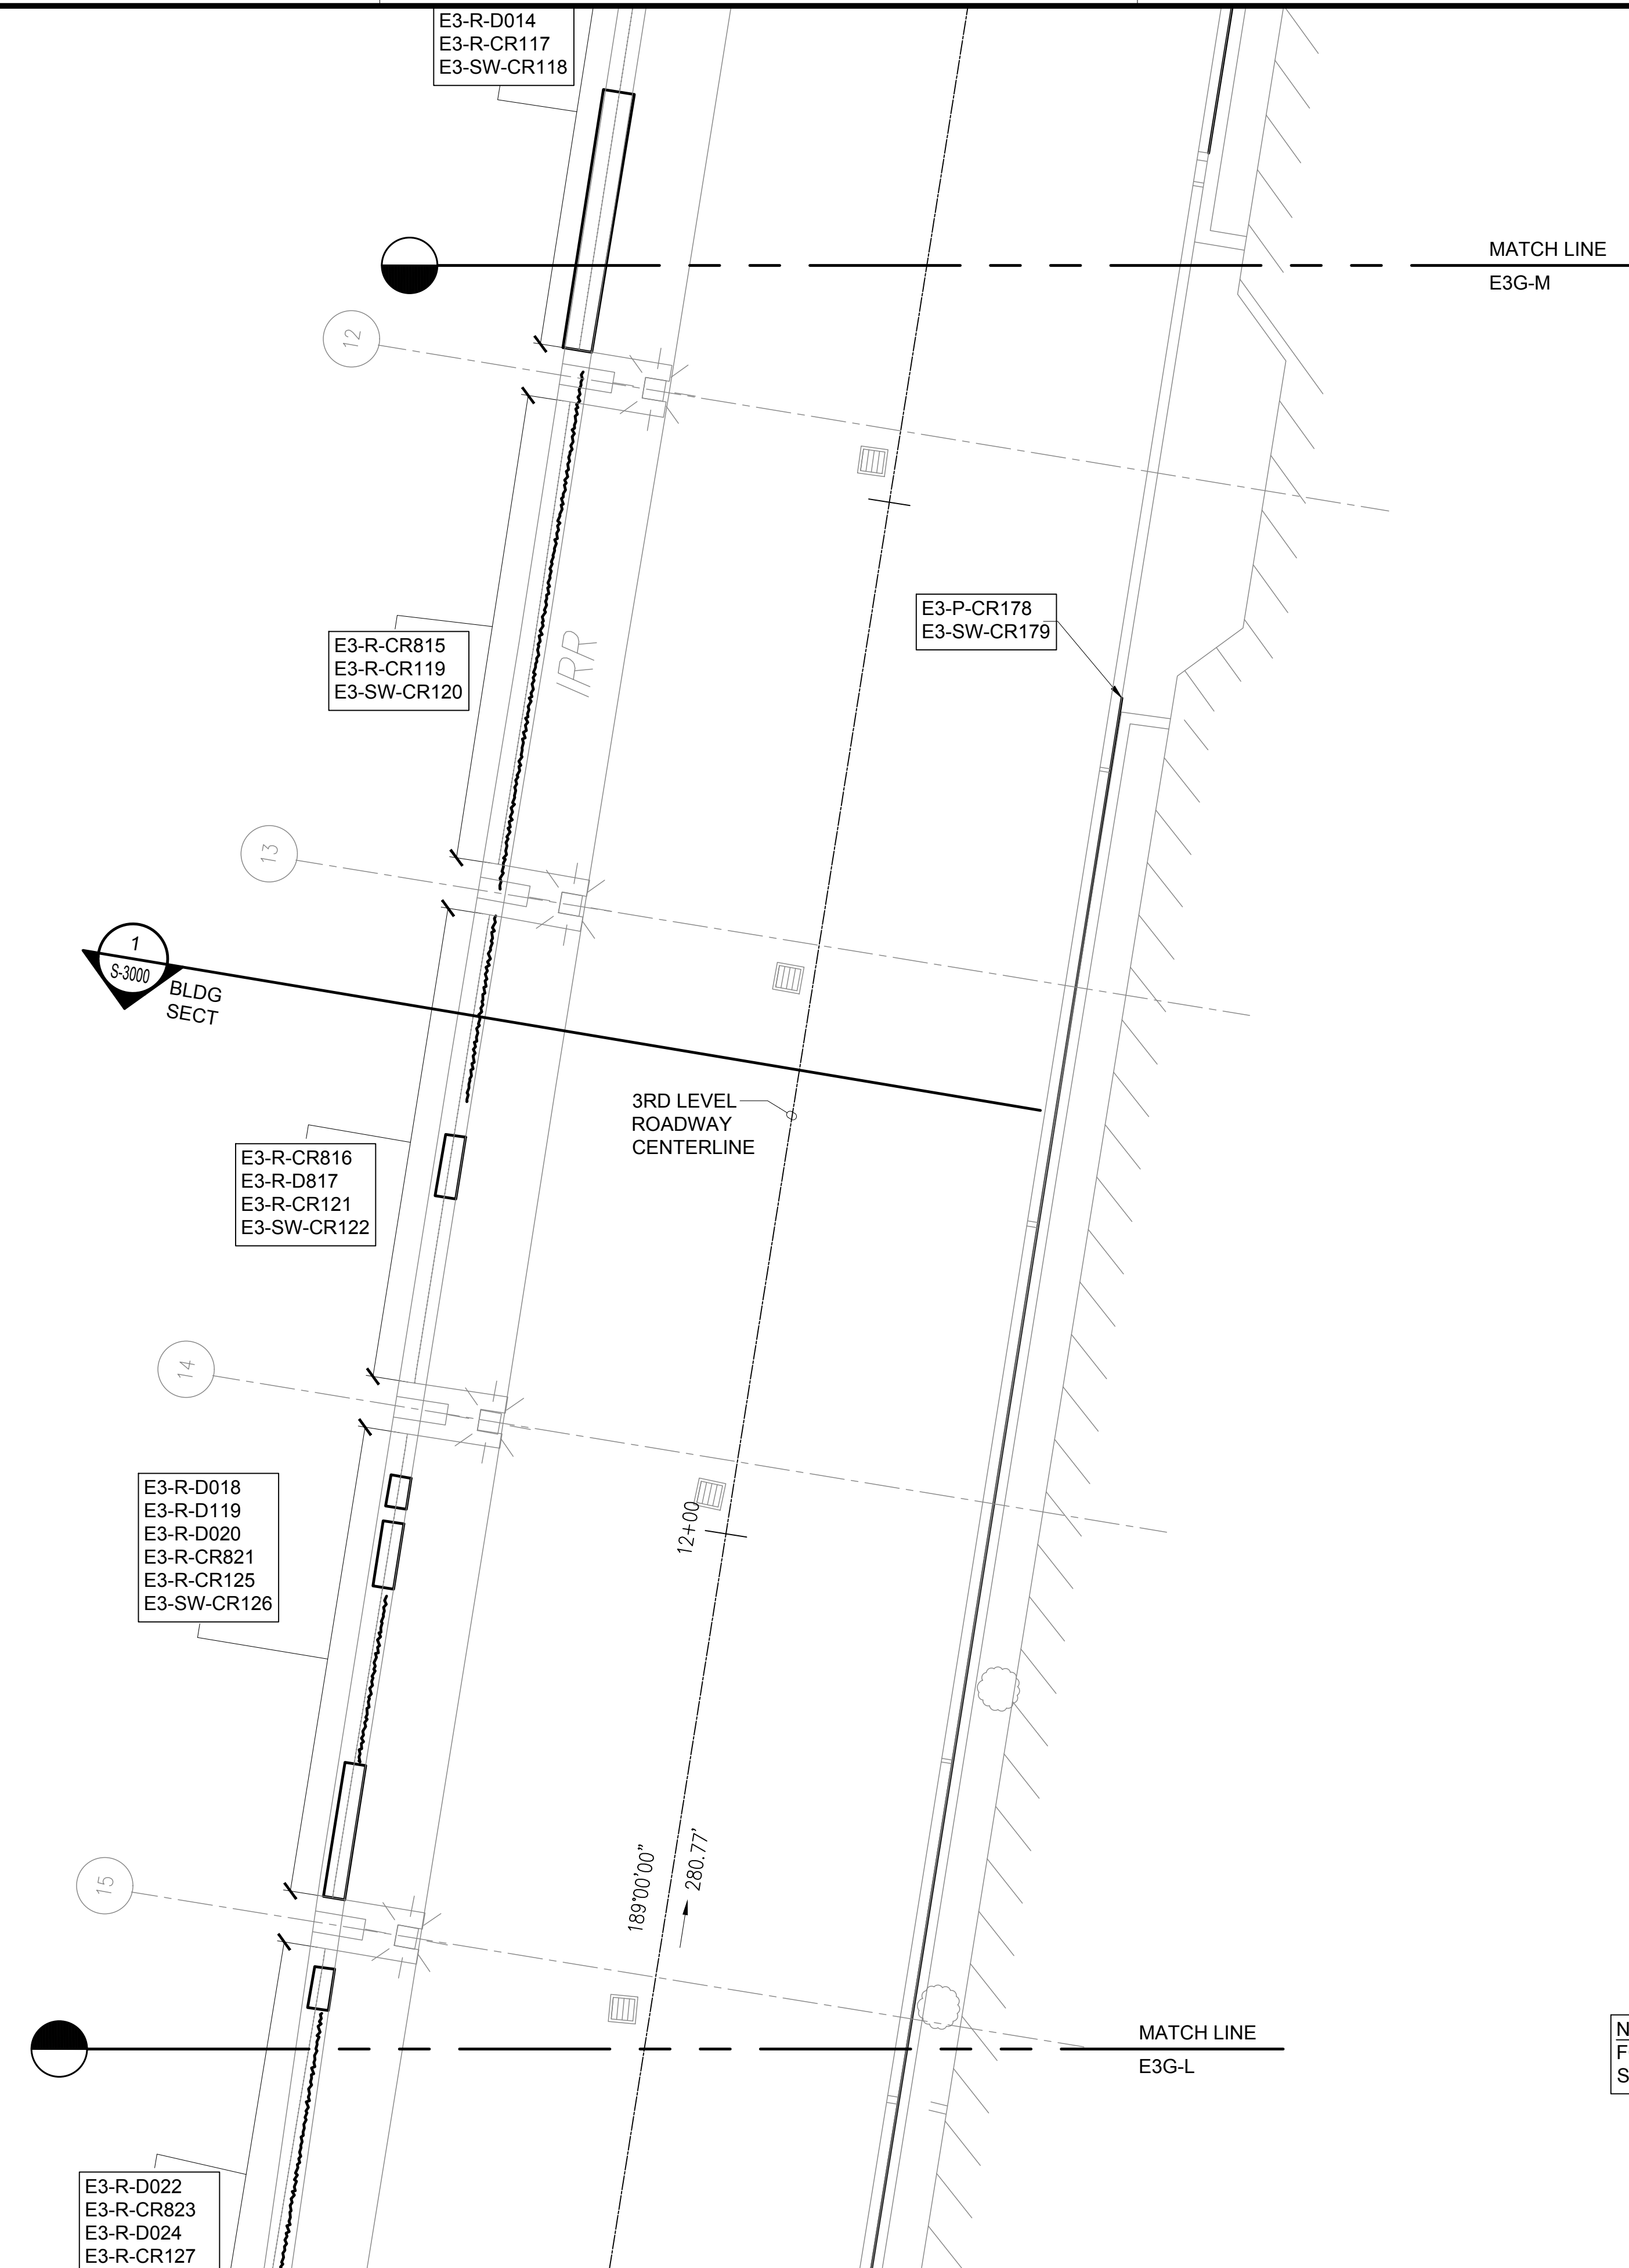 E3-R-D014
E3-R-CR117
E3-SW-CR118
MATCH LINE
E3G-M
12
E3-P-CR178
E3-SW-CR179
E3-R-CR815
E3-R-CR119
E3-SW-CR120
IRR
13
1
S-3000
BLDG
SECT
3RD LEVEL
ROADWAY
CENTERLINE
E3-R-CR816
E3-R-D817
E3-R-CR121
E3-SW-CR122
14
E3-R-D018
E3-R-D119
E3-R-D020
E3-R-CR821
E3-R-CR125
E3-SW-CR126
12+00
189°00'00"
280.77'
15
MATCH LINE
E3G-L
N
F
S
E3-R-D022
E3-R-CR823
E3-R-D024
E3-R-CR127